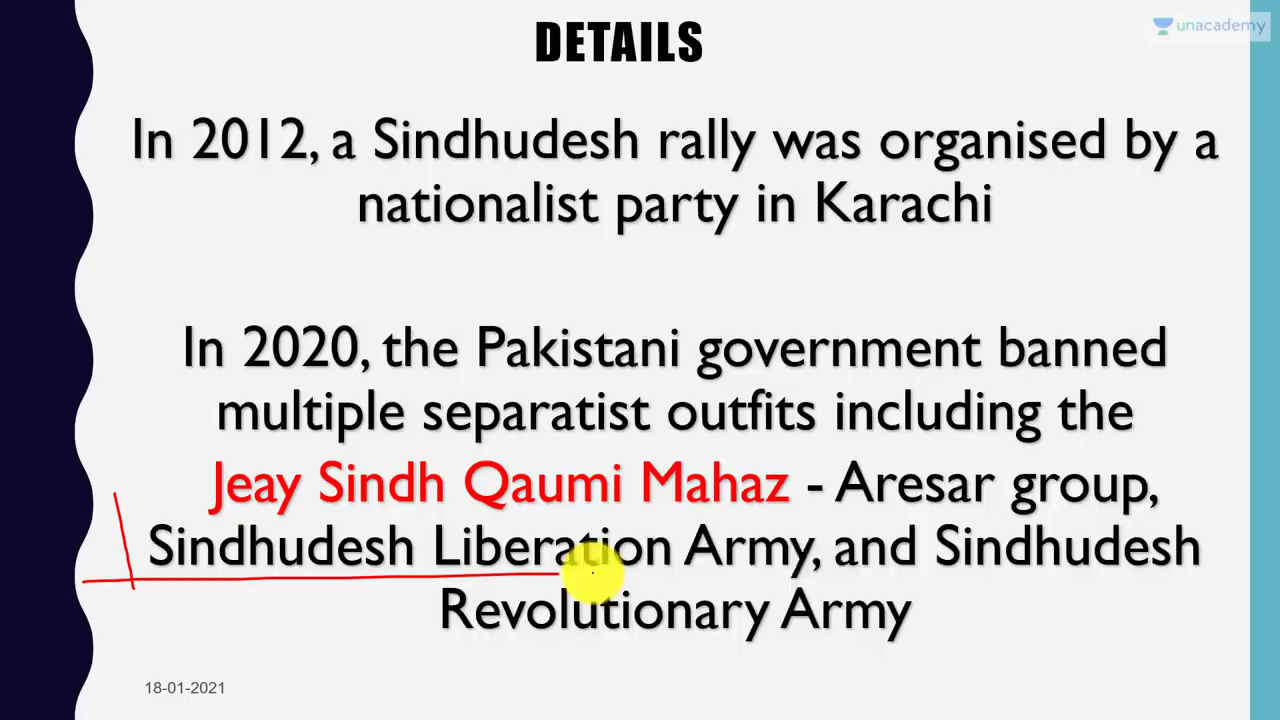 DETAILS
unacademy
In 2012, a Sindhudesh rally was organised by a
nationalist party in Karachi
In 2020, the Pakistani government banned
multiple separatist outfits including the
Jeay Sindh Qaumi Mahaz - Aresar group,
Sindhudesh Liberation Army, and Sindhudesh
Revolutionary Army
18-01-2021